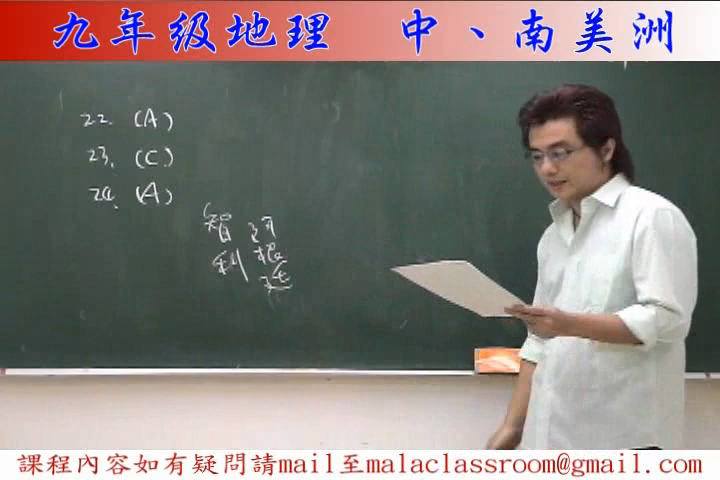 九年級地理 中、南美洲
22. (A)
23. (C)
24. (A)
智利
阿根廷
課程內容如有疑問請mail至malaclassroom@gmail.com